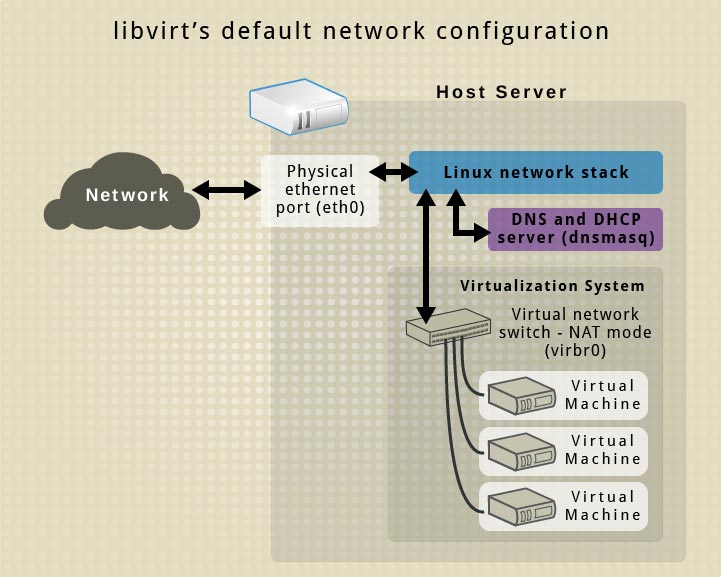 libvirt’s default network configuration
Host Server
Network
Physical
ethernet
port (eth0)
Linux network stack
DNS and DHCP
server (dnsmasq)
Virtualization System
Virtual network
switch - NAT mode
(virbr0)
Virtual
Machine
Virtual
Machine
Virtual
Machine